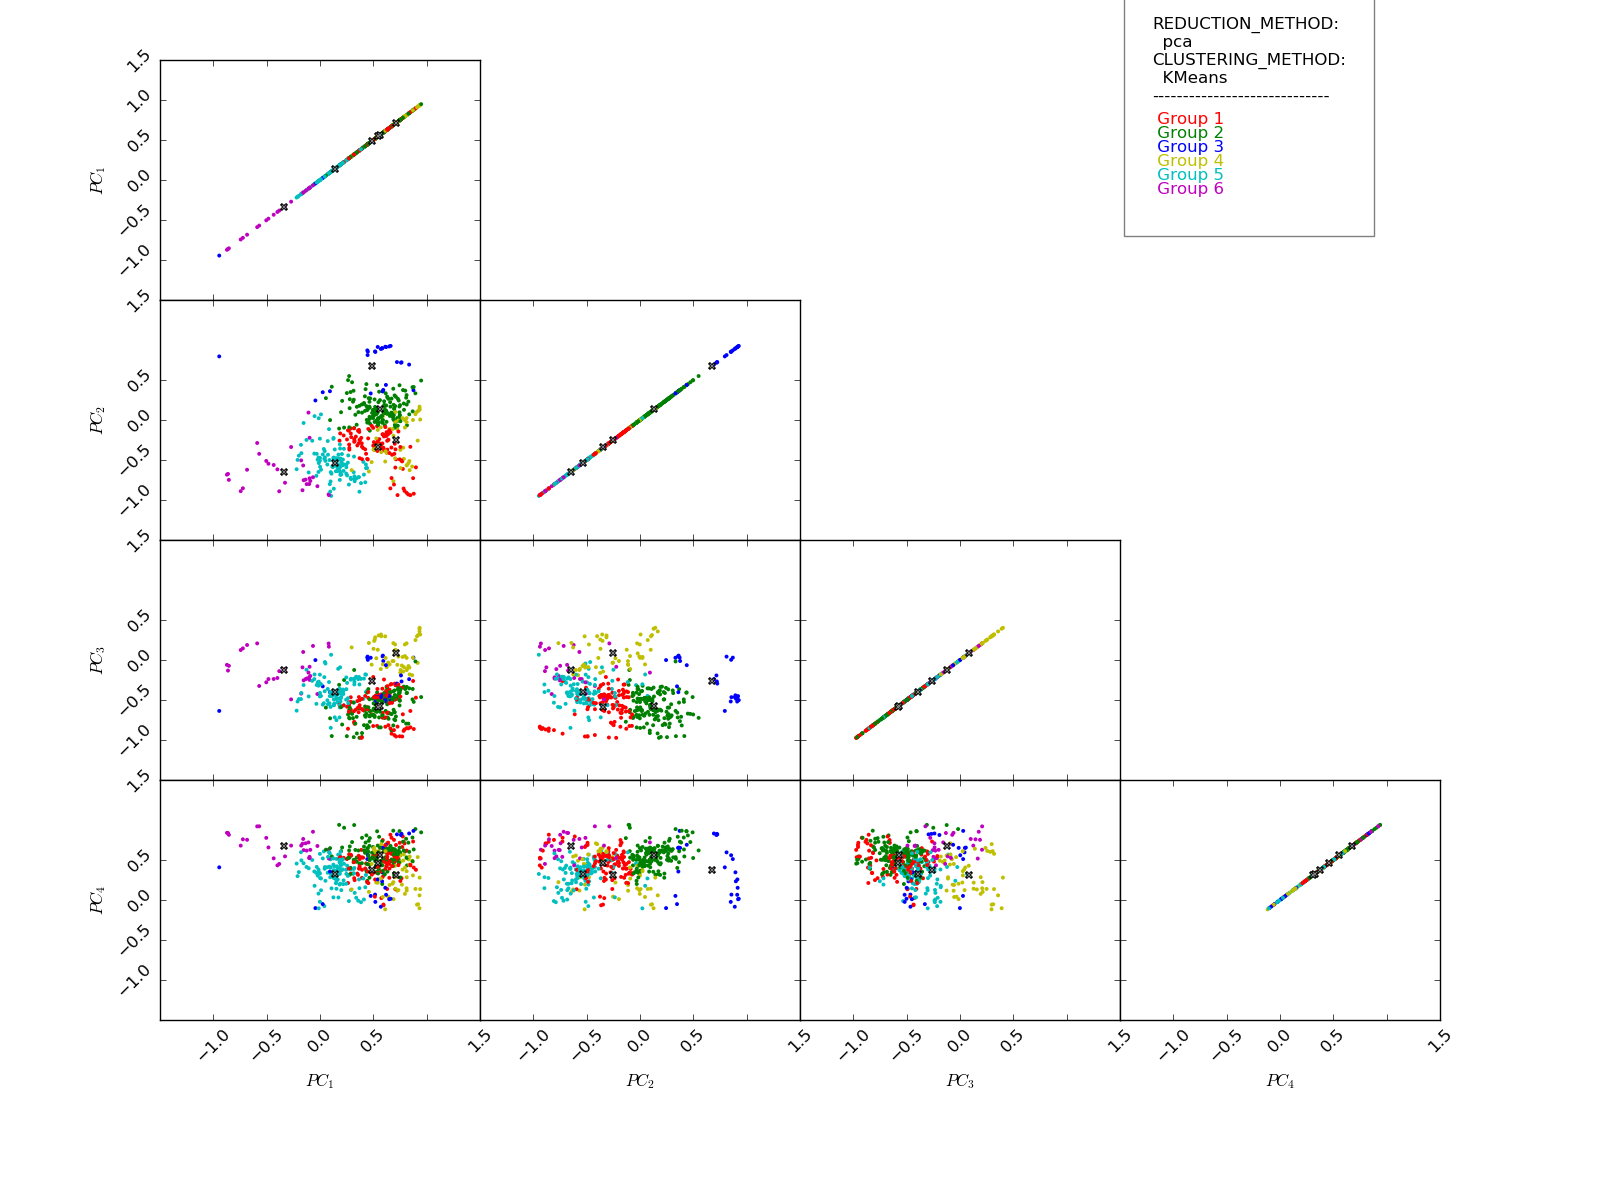 REDUCTION_METHOD:
pca
CLUSTERING_METHOD:
KMeans
------------------------------
Group 1
Group 2
Group 3
Group 4
Group 5
Group 6
1.5
1.0
0.5
0.0
−0.5
−1.0
PC1
1.5
0.5
0.0
−0.5
−1.0
PC2
1.5
0.5
0.0
−0.5
−1.0
PC3
1.5
0.5
0.0
−0.5
−1.0
PC4
−1.0 −0.5 0.0 0.5 1.5 −1.0 −0.5 0.0 0.5 1.5 −1.0 −0.5 0.0 0.5 1.5 −1.0 −0.5 0.0 0.5 1.5
PC1 PC2 PC3 PC4